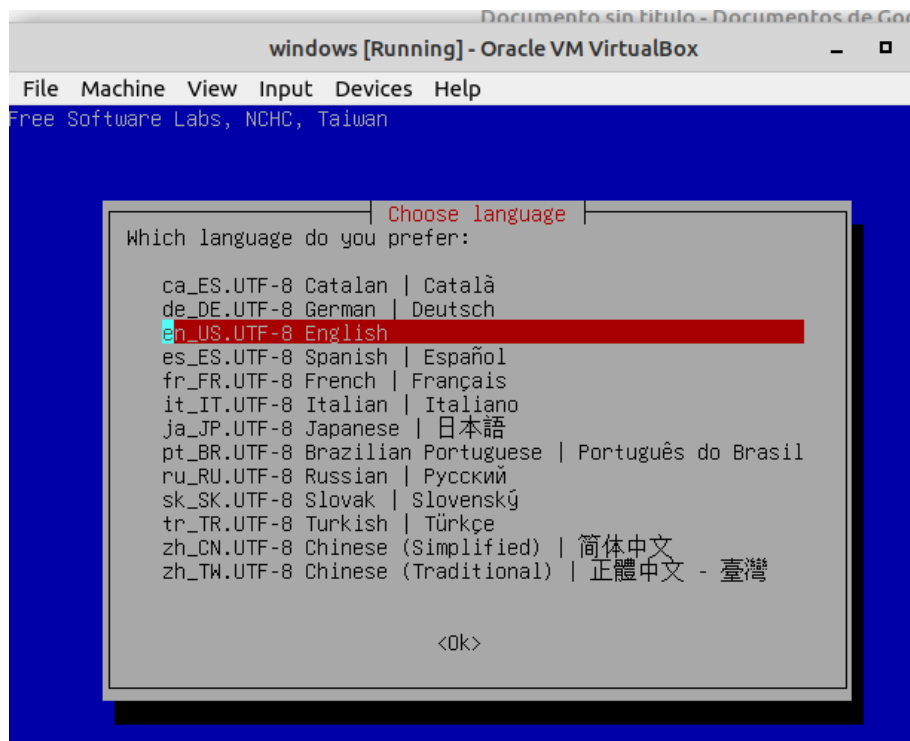 Documento sin título - Documentos de Goo
windows [Running] - Oracle VM VirtualBox
File Machine View Input Devices Help
Free Software Labs, NCHC, Taiwan
Choose language
Which language do you prefer:
ca_ES.UTF-8 Catalan | Català
de_DE.UTF-8 German | Deutsch
en_US.UTF-8 English
es_ES.UTF-8 Spanish | Español
fr_FR.UTF-8 French | Français
it_IT.UTF-8 Italian | Italiano
ja_JP.UTF-8 Japanese | 日本語
pt_BR.UTF-8 Brazilian Portuguese | Português do Brasil
ru_RU.UTF-8 Russian | Русский
sk_SK.UTF-8 Slovak | Slovenský
tr_TR.UTF-8 Turkish | Türkçe
zh_CN.UTF-8 Chinese (Simplified) | 简体中文
zh_TW.UTF-8 Chinese (Traditional) | 正體中文 - 臺灣
<Ok>